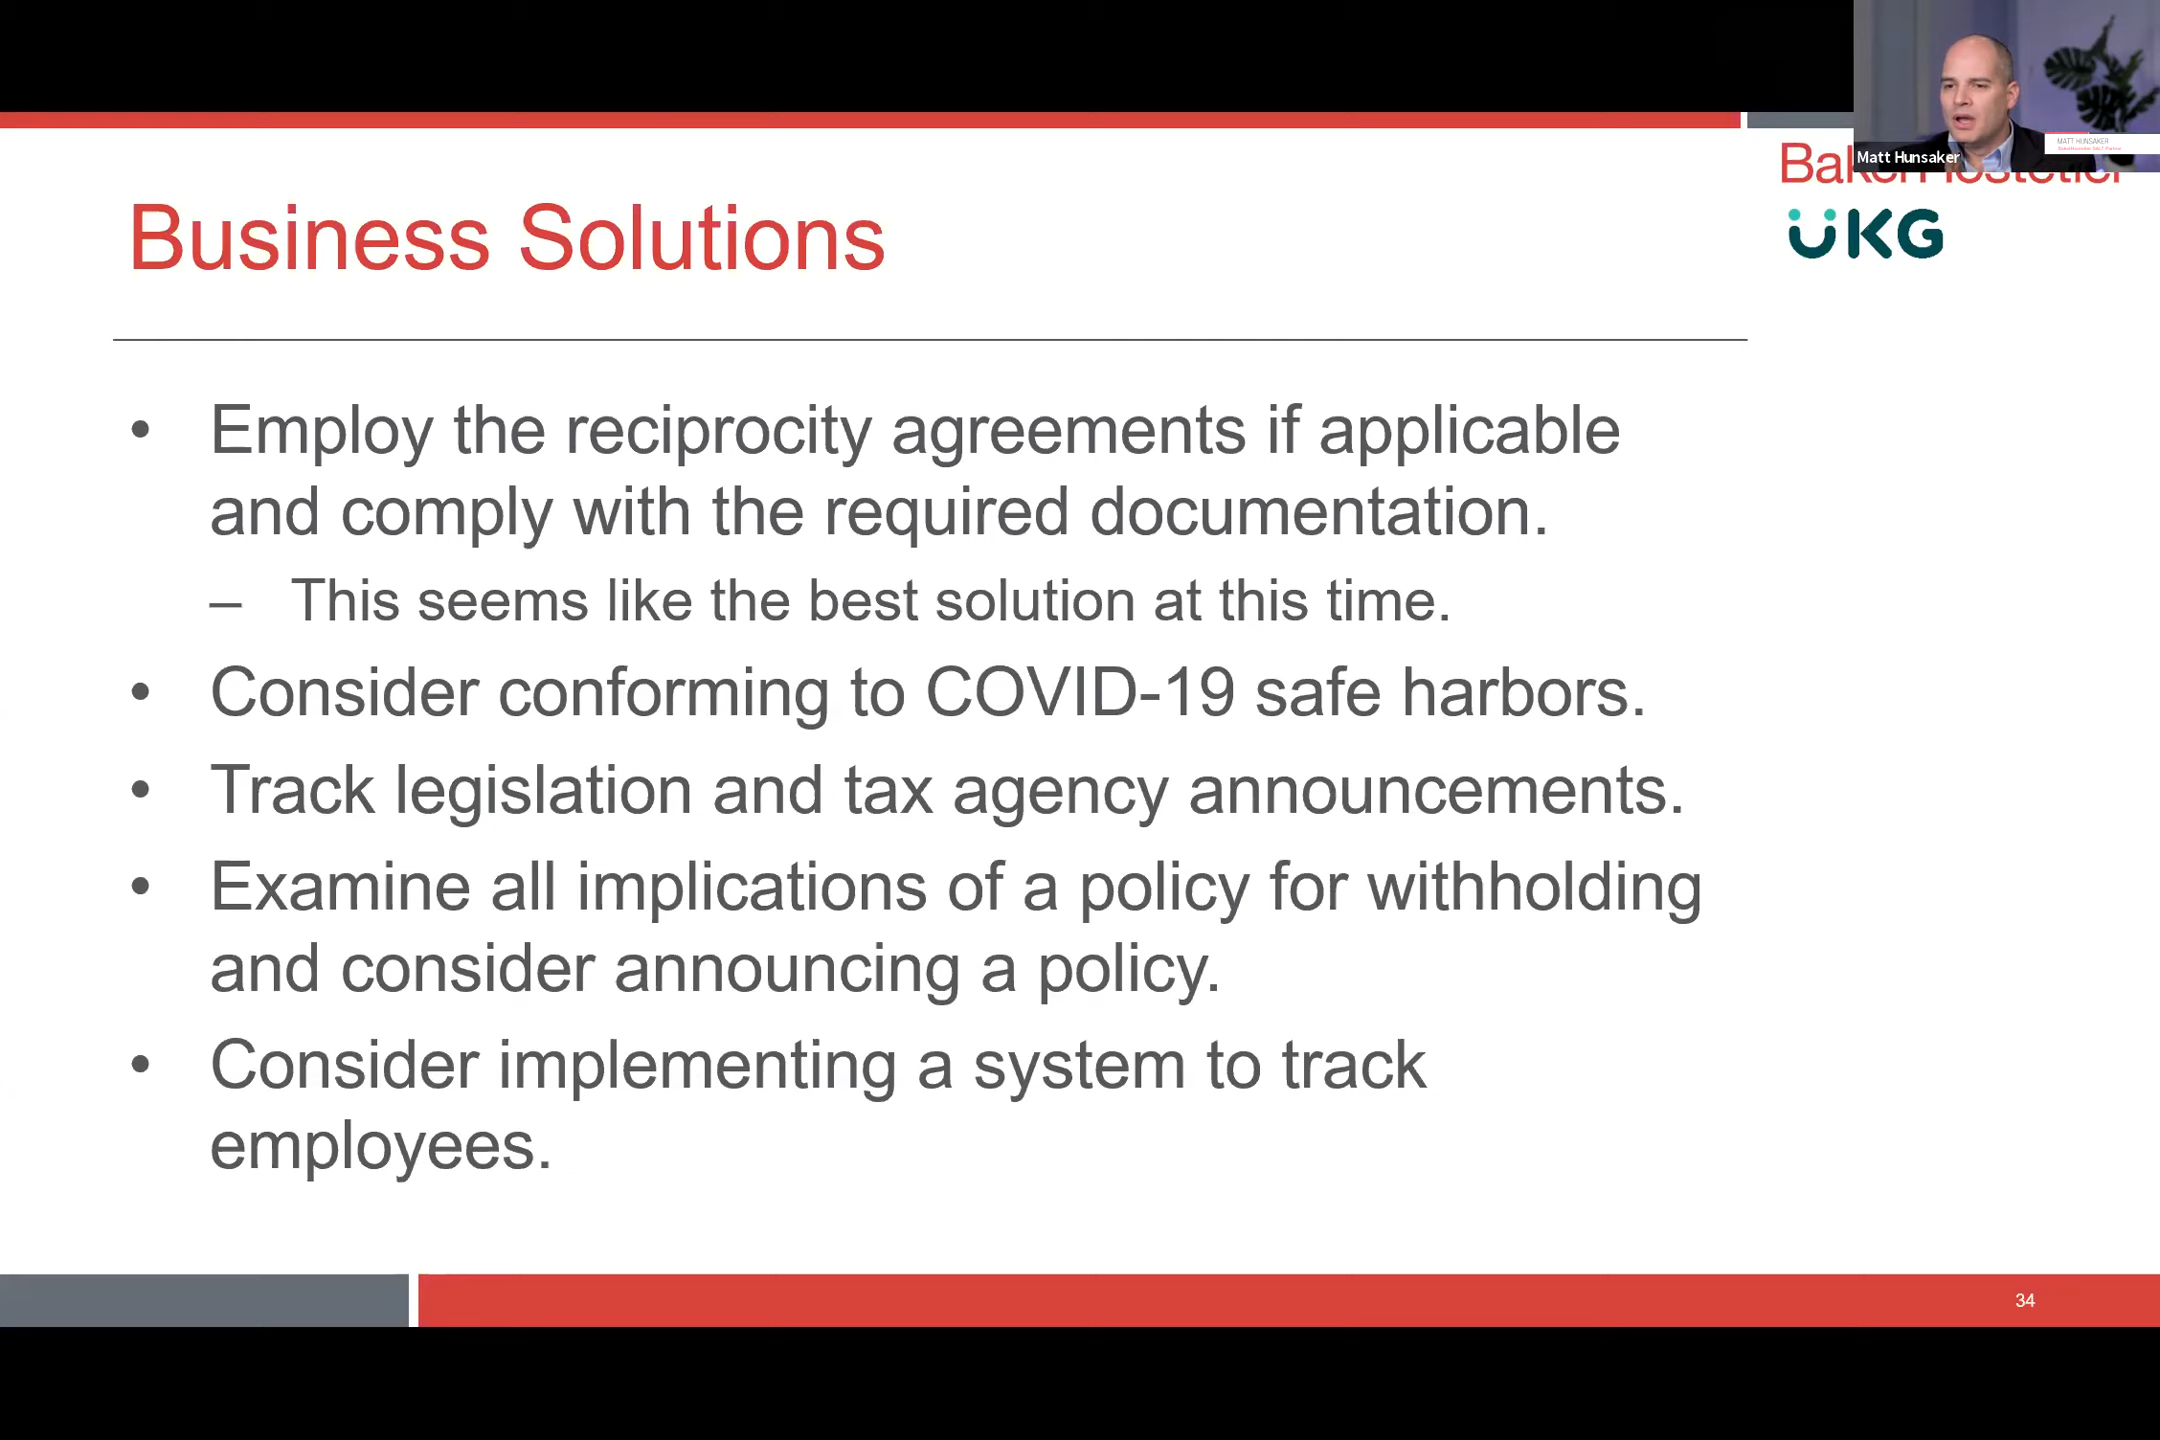 Matt Hunsaker
MATT HUNSAKER
UKG
Business Solutions
• Employ the reciprocity agreements if applicable
and comply with the required documentation.
– This seems like the best solution at this time.
• Consider conforming to COVID-19 safe harbors.
• Track legislation and tax agency announcements.
• Examine all implications of a policy for withholding
and consider announcing a policy.
• Consider implementing a system to track
employees.
34